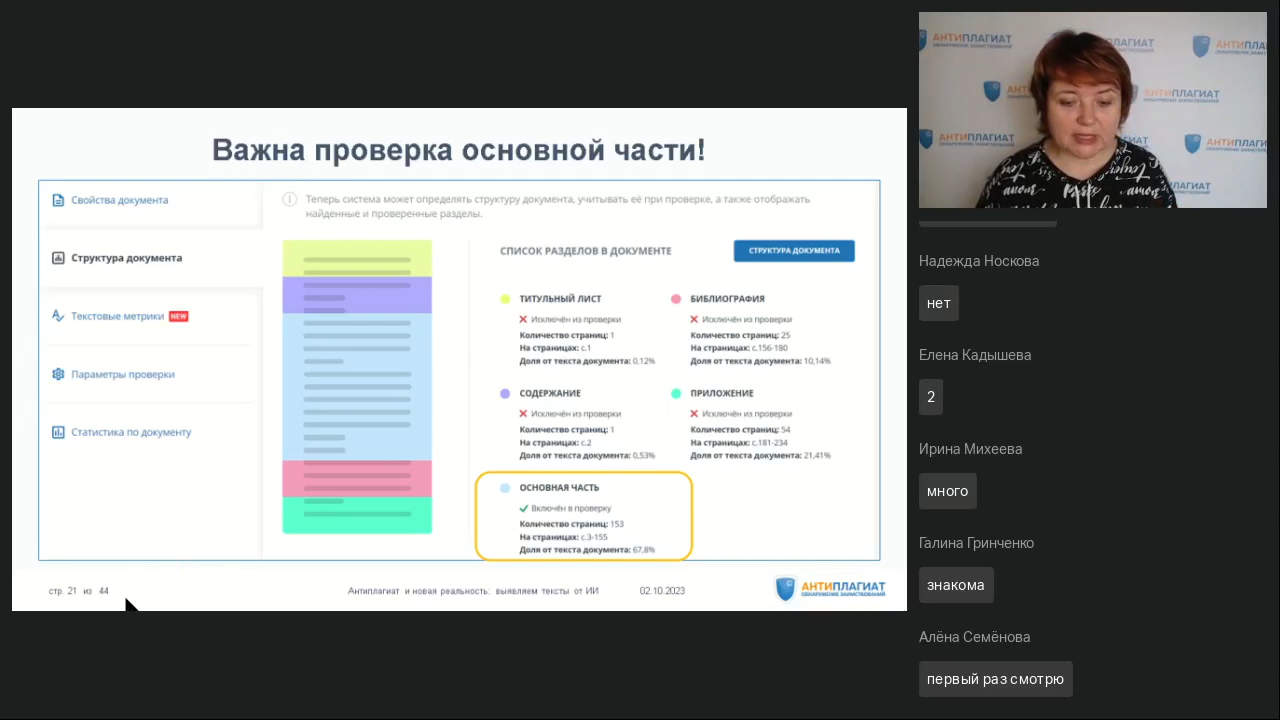 Важна проверка основной части!
Свойства документа
Структура документа
Текстовые метрики NEW
Параметры проверки
Статистика по документу
Теперь система может определять структуру документа, учитывать её при проверке, а также отображать
найденные и проверенные разделы.
СПИСОК РАЗДЕЛОВ В ДОКУМЕНТЕ
СТРУКТУРА ДОКУМЕНТА
ТИТУЛЬНЫЙ ЛИСТ
Исключён из проверки
Количество страниц: 1
На страницах: с.1
Доля от текста документа: 0,12%
БИБЛИОГРАФИЯ
Исключён из проверки
Количество страниц: 25
На страницах: с.156-180
Доля от текста документа: 10,14%
СОДЕРЖАНИЕ
Исключён из проверки
Количество страниц: 1
На страницах: с.2
Доля от текста документа: 0,53%
ПРИЛОЖЕНИЕ
Исключён из проверки
Количество страниц: 54
На страницах: с.181-234
Доля от текста документа: 21,41%
ОСНОВНАЯ ЧАСТЬ
Включён в проверку
Количество страниц: 153
На страницах: с.3-155
Доля от текста документа: 67,8%
стр. 21 из 44
Антиплагиат и новая реальность: выявляем тексты от ИИ
02.10.2023
АНТИПЛАГИАТ
ОБНАРУЖЕНИЕ ЗАИМСТВОВАНИЙ
АНТИПЛАГИАТ
Надежда Носкова
нет
Елена Кадышева
2
Ирина Михеева
много
Галина Гринченко
знакома
Алёна Семёнова
первый раз смотрю